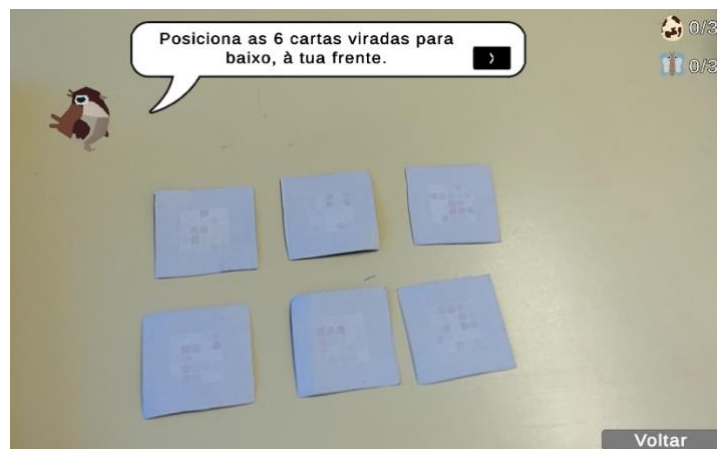 Posiciona as 6 cartas viradas para
baixo, à tua frente.
0/3
0/3
Voltar